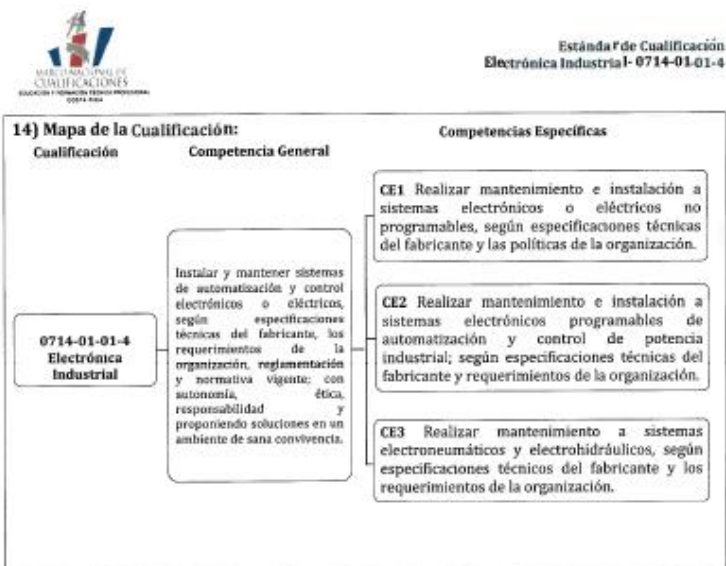 MARCO NACIONAL DE
CUALIFICACIONES
EDUCACIÓN Y FORMACIÓN TÉCNICA PROFESIONAL
COSTA RICA
Estándar de Cualificación
Electrónica Industrial- 0714-01-01-4
14) Mapa de la Cualificación:
Cualificación
Competencia General
Competencias Específicas
0714-01-01-4
Electrónica
Industrial
Instalar y mantener sistemas
de automatización y control
electrónicos o eléctricos,
según especificaciones
técnicas del fabricante, los
requerimientos de la
organización, reglamentación
y normativa vigente; con
autonomía, ética,
responsabilidad y
proponiendo soluciones en un
ambiente de sana convivencia.
CE1 Realizar mantenimiento e instalación a
sistemas electrónicos o eléctricos no
programables, según especificaciones técnicas
del fabricante y las políticas de la organización.
CE2 Realizar mantenimiento e instalación a
sistemas electrónicos programables de
automatización y control de potencia
industrial; según especificaciones técnicas del
fabricante y requerimientos de la organización.
CE3 Realizar mantenimiento a sistemas
electroneumáticos y electrohidráulicos, según
especificaciones técnicos del fabricante y los
requerimientos de la organización.